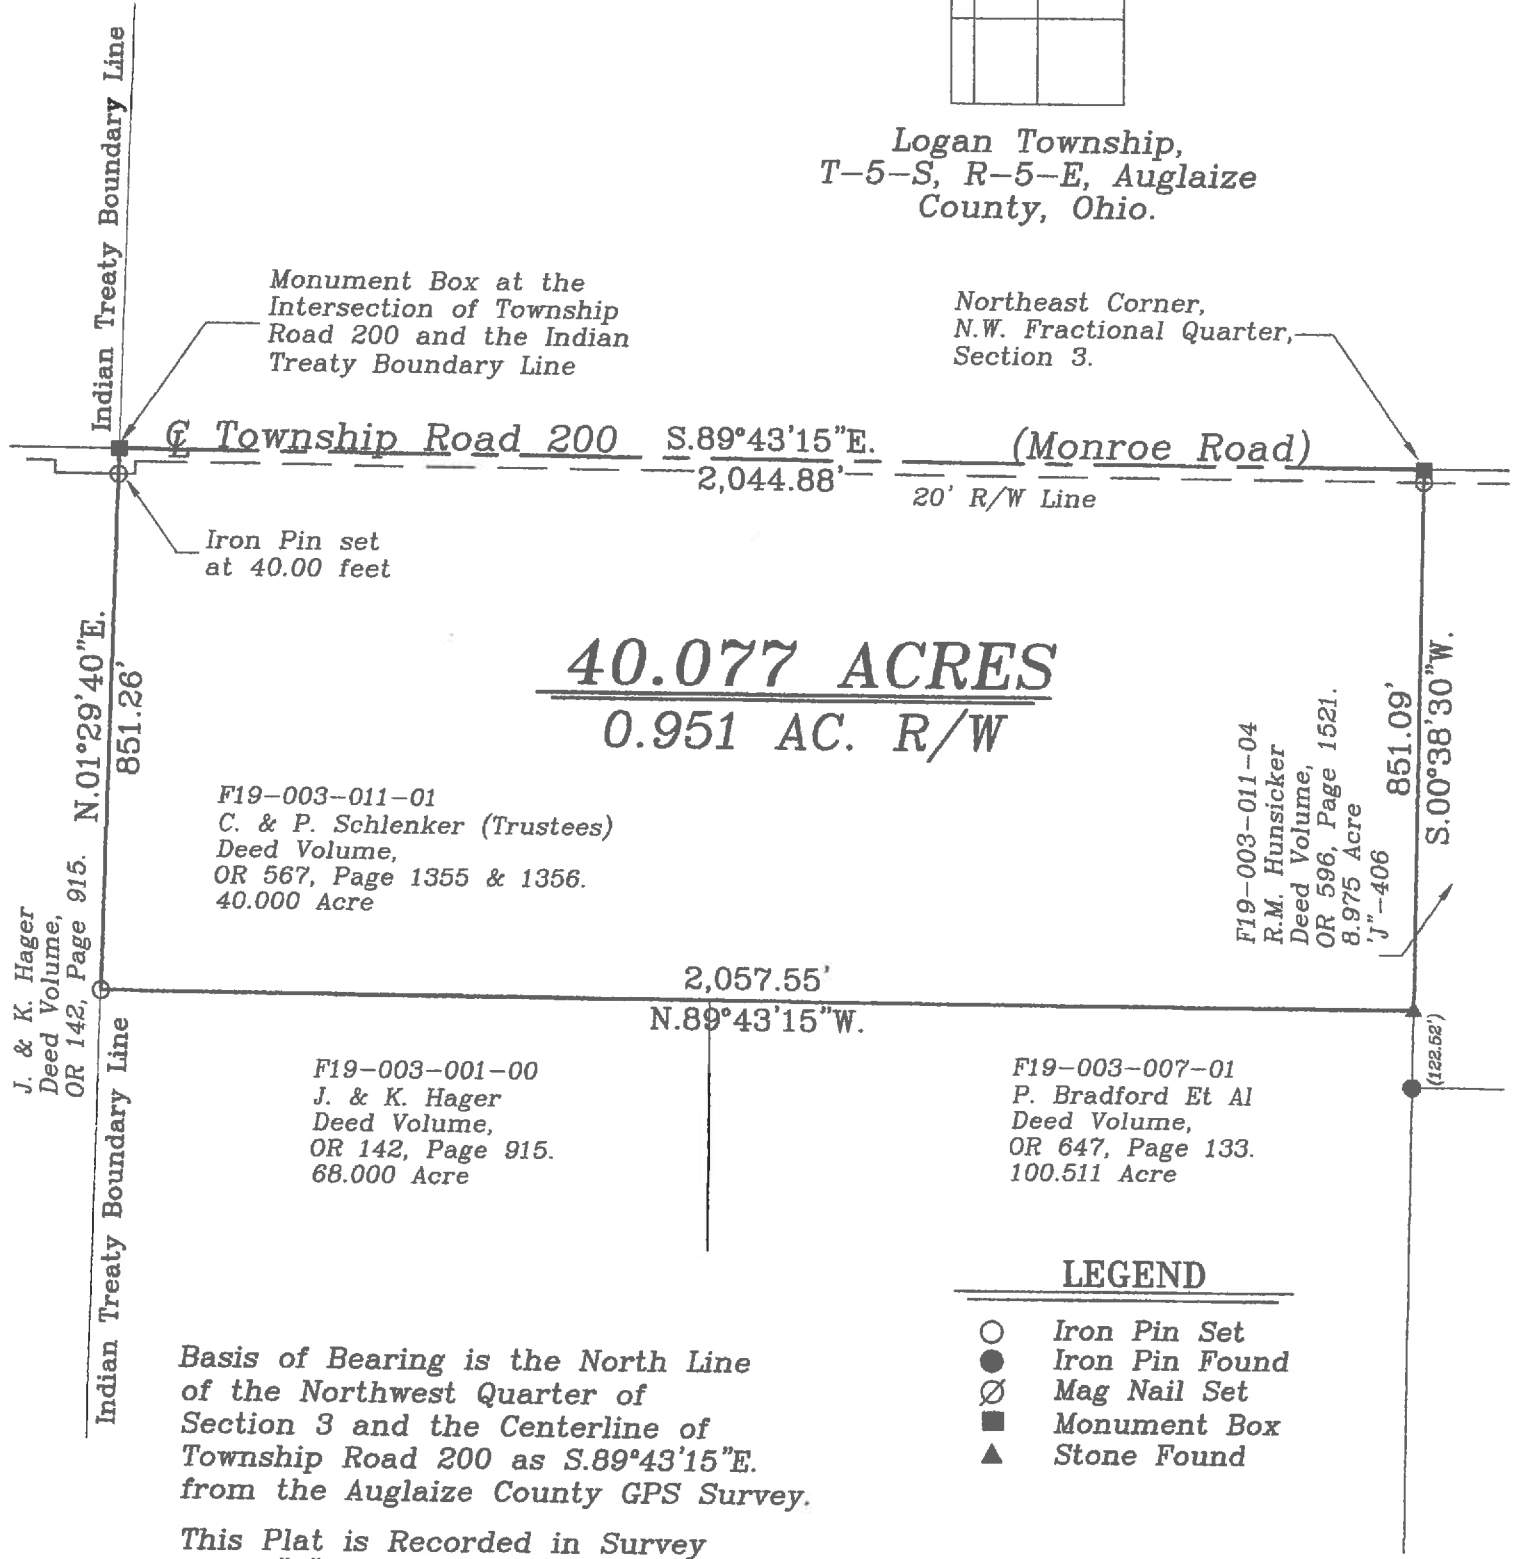 Logan Township,
T-5-S, R-5-E, Auglaize
County, Ohio.
Indian Treaty Boundary Line
Monument Box at the
Intersection of Township
Road 200 and the Indian
Treaty Boundary Line
Northeast Corner,
N.W. Fractional Quarter,
Section 3.
℄ Township Road 200 S.89°43'15"E. (Monroe Road)
2,044.88'
20' R/W Line
Iron Pin set
at 40.00 feet
N.01°29'40"E.
851.26'
40.077 ACRES
0.951 AC. R/W
851.09'
S.00°38'30"W.
F19-003-011-01
C. & P. Schlenker (Trustees)
Deed Volume,
OR 567, Page 1355 & 1356.
40.000 Acre
F19-003-011-04
R.M. Hunsicker
Deed Volume,
OR 596, Page 1521.
8.975 Acre
'J"-406
J. & K. Hager
Deed Volume,
OR 142, Page 915.
2,057.55'
N.89°43'15"W.
(122.52')
Indian Treaty Boundary Line
F19-003-001-00
J. & K. Hager
Deed Volume,
OR 142, Page 915.
68.000 Acre
F19-003-007-01
P. Bradford Et Al
Deed Volume,
OR 647, Page 133.
100.511 Acre
LEGEND
Iron Pin Set
Iron Pin Found
Mag Nail Set
Monument Box
Stone Found
Basis of Bearing is the North Line
of the Northwest Quarter of
Section 3 and the Centerline of
Township Road 200 as S.89°43'15"E.
from the Auglaize County GPS Survey.
This Plat is Recorded in Survey